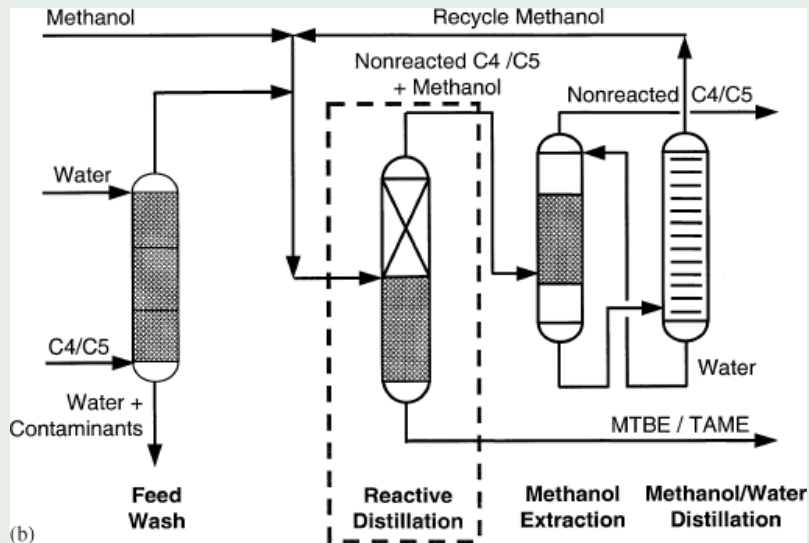 Methanol
Recycle Methanol
Nonreacted C4 /C5
+ Methanol
Nonreacted C4/C5
Water
C4/C5
Water +
Contaminants
Water
MTBE / TAME
Feed
Wash
Reactive
Distillation
Methanol
Extraction
Methanol/Water
Distillation
(b)